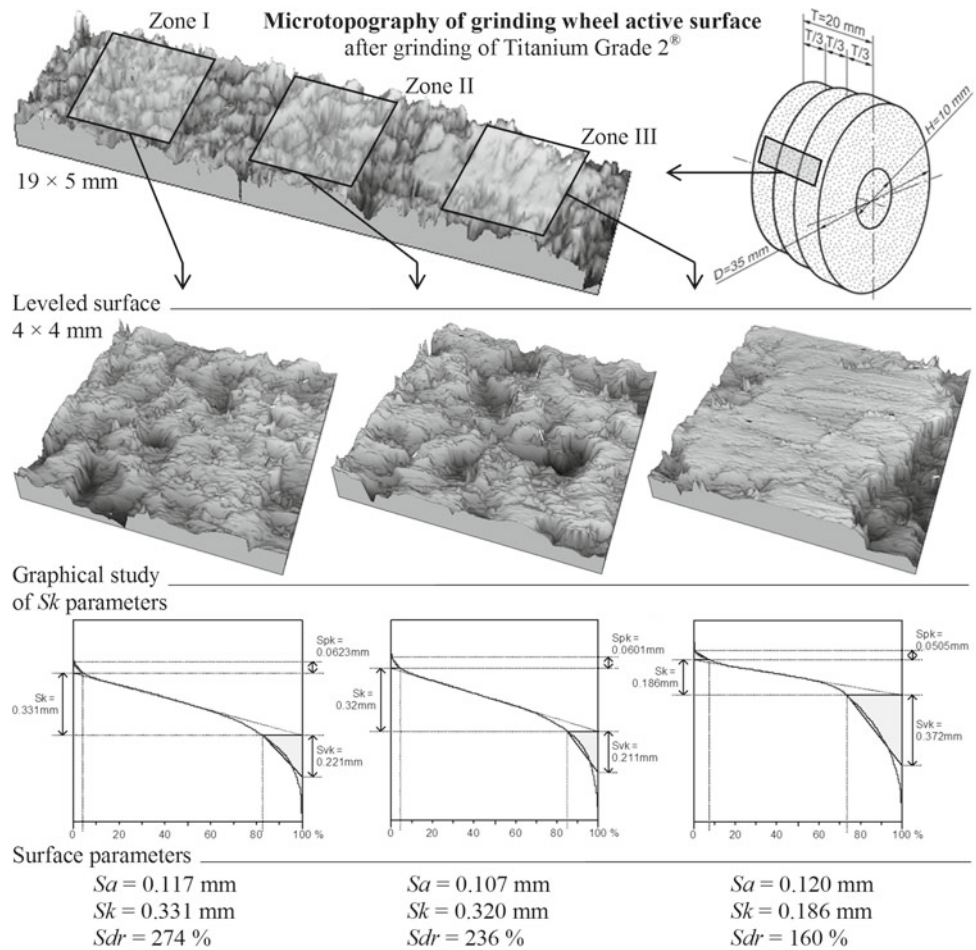 Microtopography of grinding wheel active surface
after grinding of Titanium Grade 2®
Zone I
Zone II
Zone III
19 × 5 mm
T=20 mm
T/3 T/3 T/3
H=10 mm
D=35 mm
Leveled surface
4 × 4 mm
Graphical study
of Sk parameters
Spk =
0.0623mm
Sk =
0.331mm
Svk =
0.221mm
0 20 40 60 80 100 %
Spk =
0.0601mm
Sk =
0.32mm
Svk =
0.211mm
0 20 40 60 80 100 %
Spk =
0.0505mm
Sk =
0.186mm
Svk =
0.372mm
0 20 40 60 80 100 %
Surface parameters
Sa = 0.117 mm
Sk = 0.331 mm
Sdr = 274 %
Sa = 0.107 mm
Sk = 0.320 mm
Sdr = 236 %
Sa = 0.120 mm
Sk = 0.186 mm
Sdr = 160 %